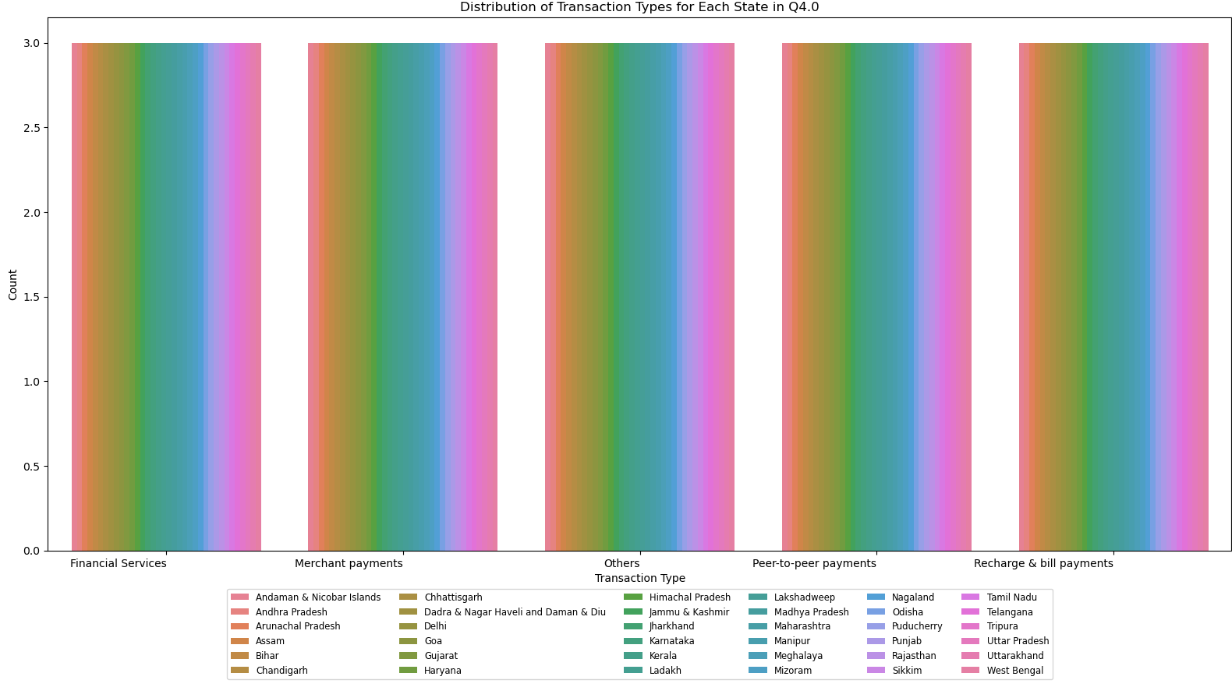 Distribution of Transaction Types for Each State in Q4.0
3.0
2.5
2.0
1.5
1.0
0.5
0.0
Count
Financial Services Merchant payments Others Peer-to-peer payments Recharge & bill payments
Transaction Type
Andaman & Nicobar Islands
Andhra Pradesh
Arunachal Pradesh
Assam
Bihar
Chandigarh
Chhattisgarh
Dadra & Nagar Haveli and Daman & Diu
Delhi
Goa
Gujarat
Haryana
Himachal Pradesh
Jammu & Kashmir
Jharkhand
Karnataka
Kerala
Ladakh
Lakshadweep
Madhya Pradesh
Maharashtra
Manipur
Meghalaya
Mizoram
Nagaland
Odisha
Puducherry
Punjab
Rajasthan
Sikkim
Tamil Nadu
Telangana
Tripura
Uttar Pradesh
Uttarakhand
West Bengal